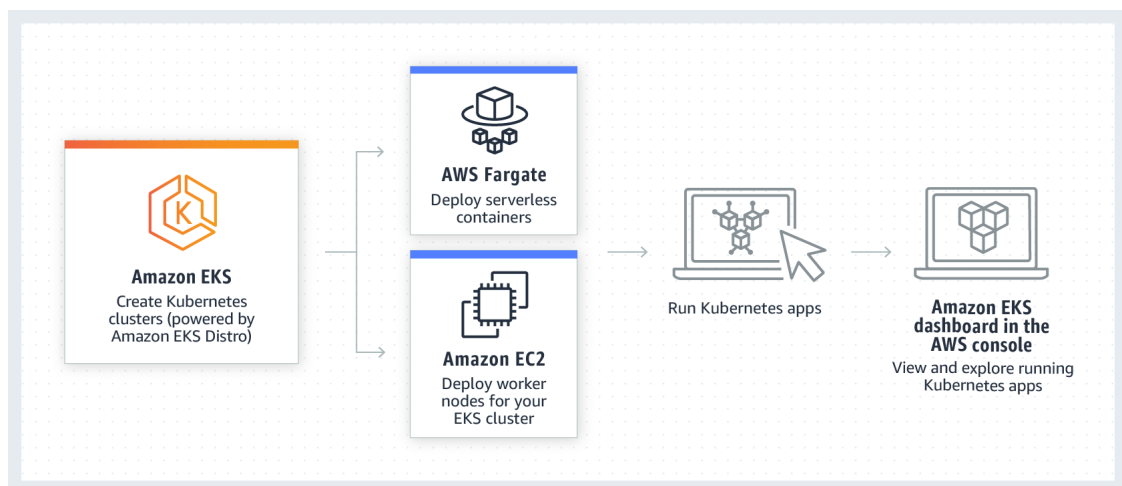 K
Amazon EKS
Create Kubernetes
clusters (powered by
Amazon EKS Distro)
AWS Fargate
Deploy serverless
containers
Amazon EC2
Deploy worker
nodes for your
EKS cluster
Run Kubernetes apps
Amazon EKS
dashboard in the
AWS console
View and explore running
Kubernetes apps